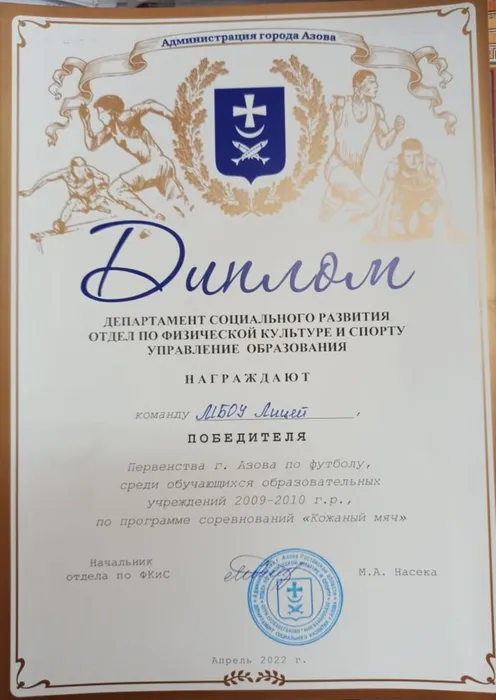 Администрация города Азова
Диплом
ДЕПАРТАМЕНТ СОЦИАЛЬНОГО РАЗВИТИЯ
ОТДЕЛ ПО ФИЗИЧЕСКОЙ КУЛЬТУРЕ И СПОРТУ
УПРАВЛЕНИЕ ОБРАЗОВАНИЯ
НАГРАЖДАЮТ
команду МБОУ Лицей,
ПОБЕДИТЕЛЯ
Первенства г. Азова по футболу,
среди обучающихся образовательных
учреждений 2009-2010 г.р.,
по программе соревнований «Кожаный мяч»
Начальник
отдела по ФКиС
М.А. Насека
Апрель 2022 г.